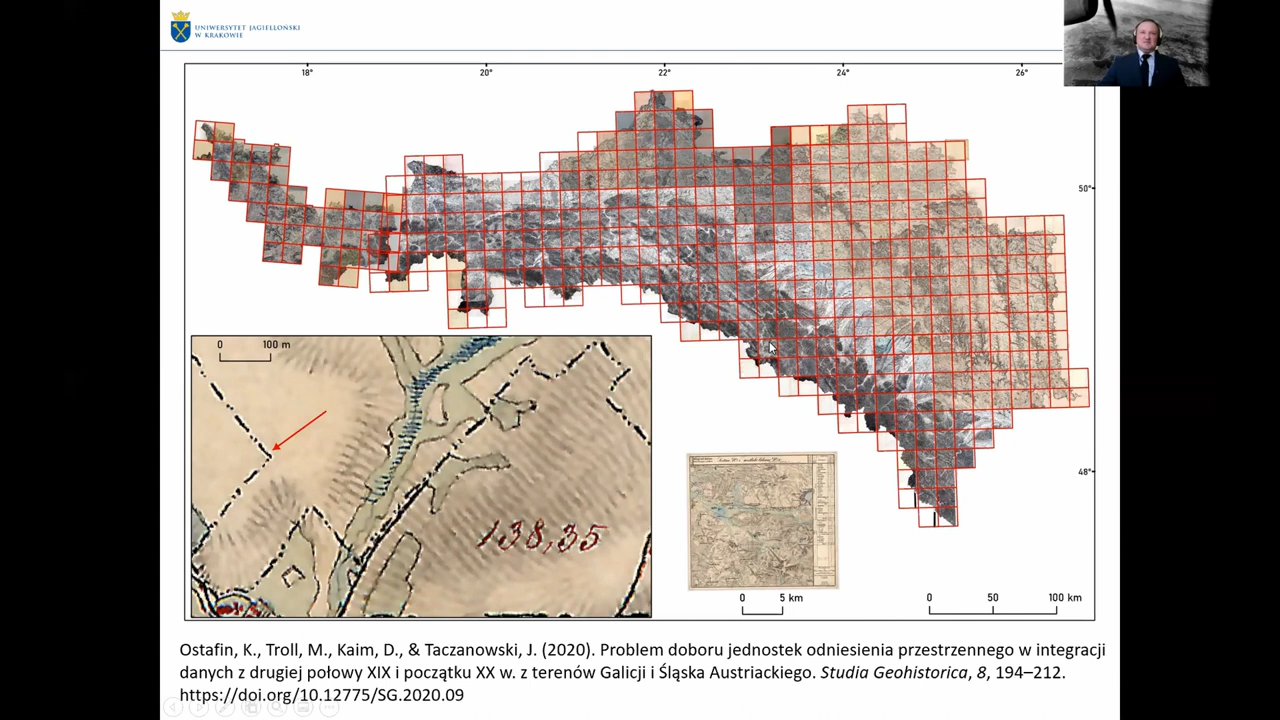 UNIWERSYTET JAGIELLOŃSKI
W KRAKOWIE
18° 20° 22° 24° 26°
50°
48°
0 100 m
138,35
0 5 km
0 50 100 km
Ostafin, K., Troll, M., Kaim, D., & Taczanowski, J. (2020). Problem doboru jednostek odniesienia przestrzennego w integracji
danych z drugiej połowy XIX i początku XX w. z terenów Galicji i Śląska Austriackiego. Studia Geohistorica, 8, 194–212.
https://doi.org/10.12775/SG.2020.09